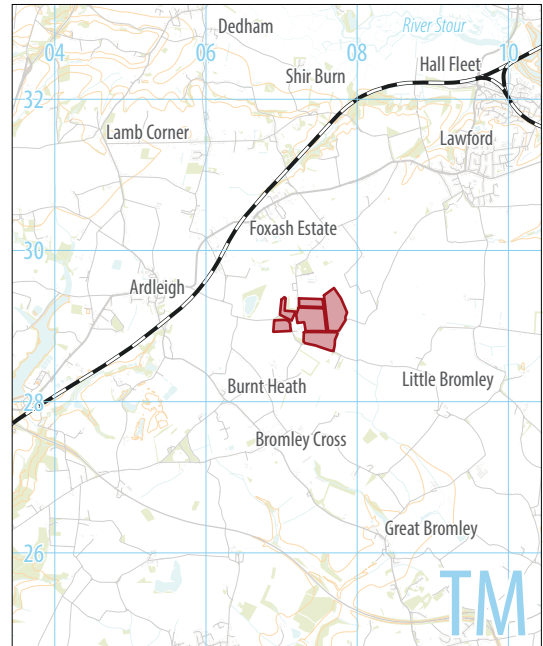 Dedham
River Stour
04
06
08
10
Hall Fleet
Shir Burn
32
Lamb Corner
Lawford
30
Foxash Estate
Ardleigh
Burnt Heath
Little Bromley
28
Bromley Cross
Great Bromley
26
TM